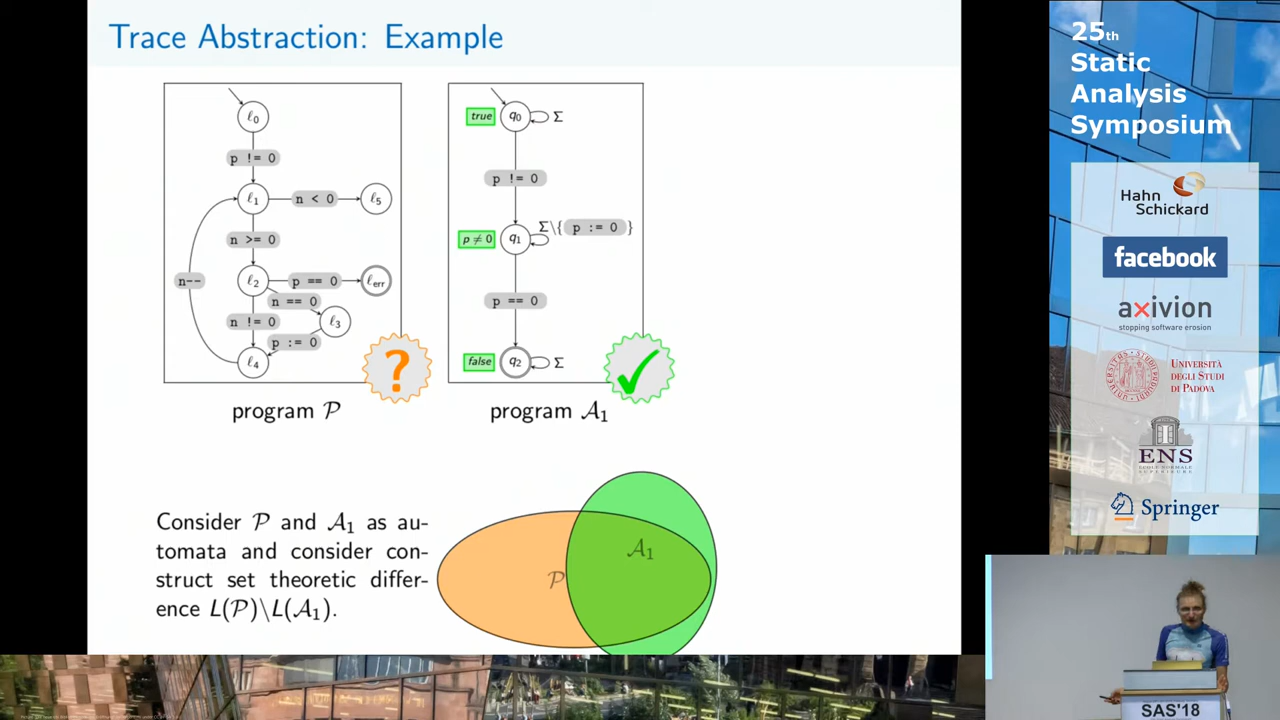 Trace Abstraction: Example
ℓ0
p != 0
ℓ1
n < 0
ℓ5
n >= 0
n--
ℓ2
p == 0
ℓerr
n == 0
n != 0
ℓ3
p := 0
ℓ4
?
program P
true
q0
Σ
p != 0
p ≠ 0
q1
Σ\{ p := 0 }
p == 0
false
q2
Σ
program A1
Consider P and A1 as au-
tomata and consider con-
struct set theoretic differ-
ence L(P)\L(A1).
P
A1
25th
Static
Analysis
Symposium
Hahn
Schickard
facebook
axivion
stopping software erosion
UNIVERSITÀ
DEGLI STUDI
DI PADOVA
ENS
ÉCOLE NORMALE
SUPÉRIEURE
Springer
SAS'18